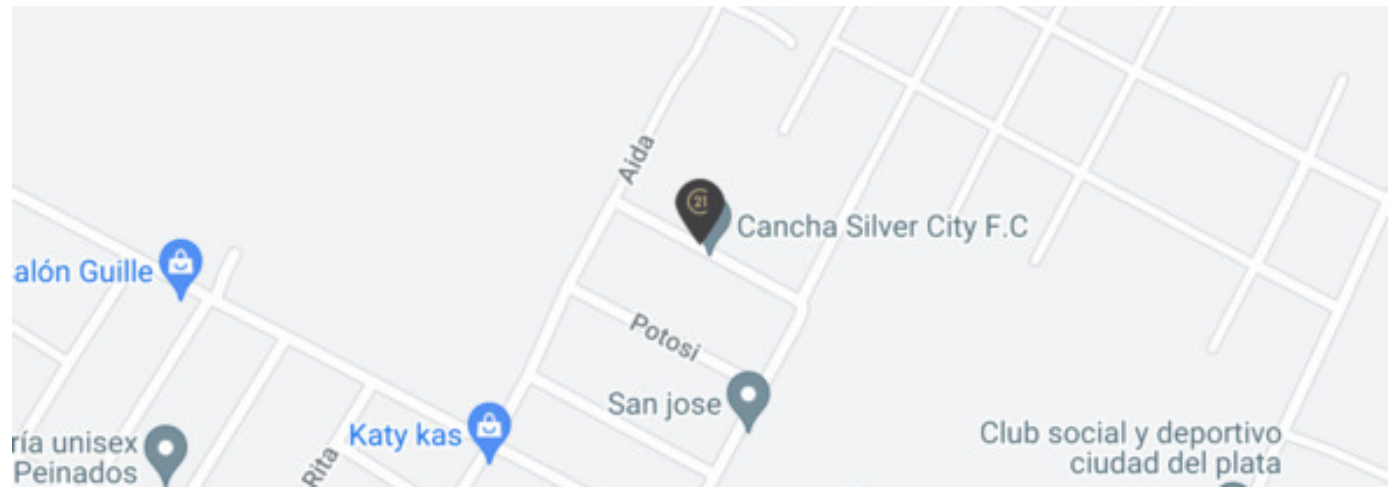 Aida
21
Cancha Silver City F.C
alón Guille
Potosi
San jose
Katy kas
Rita
ría unisex
Peinados
Club social y deportivo
ciudad del plata